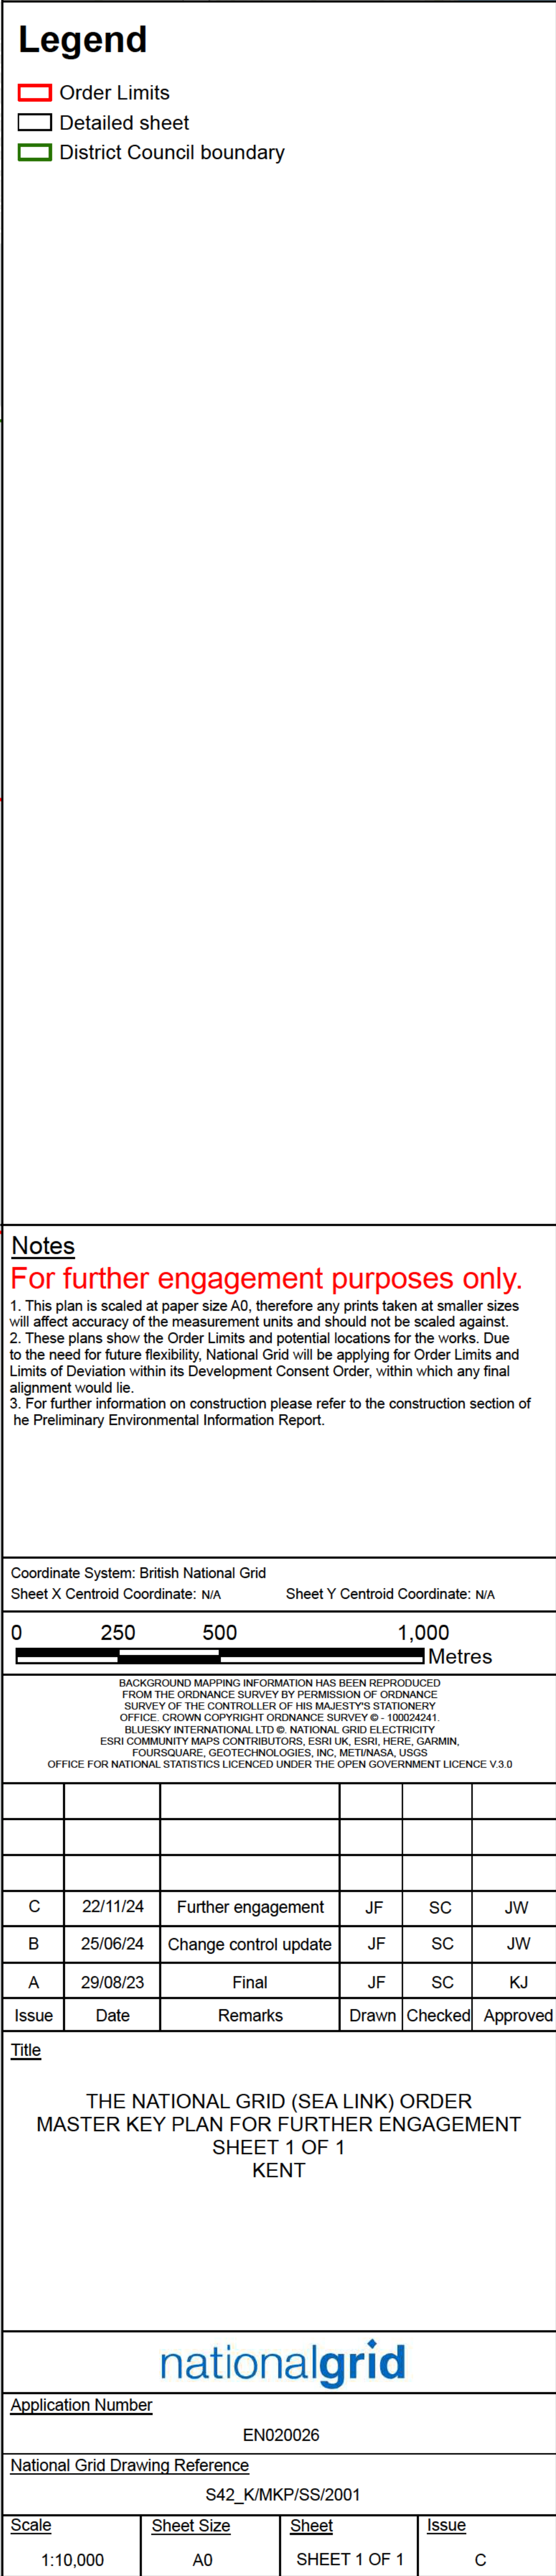 Legend
Order Limits
Detailed sheet
District Council boundary
Notes
For further engagement purposes only.
1. This plan is scaled at paper size A0, therefore any prints taken at smaller sizes
will affect accuracy of the measurement units and should not be scaled against.
2. These plans show the Order Limits and potential locations for the works. Due
to the need for future flexibility, National Grid will be applying for Order Limits and
Limits of Deviation within its Development Consent Order, within which any final
alignment would lie.
3. For further information on construction please refer to the construction section of
he Preliminary Environmental Information Report.
Coordinate System: British National Grid
Sheet X Centroid Coordinate: N/A Sheet Y Centroid Coordinate: N/A
0 250 500 1,000
Metres
BACKGROUND MAPPING INFORMATION HAS BEEN REPRODUCED
FROM THE ORDNANCE SURVEY BY PERMISSION OF ORDNANCE
SURVEY OF THE CONTROLLER OF HIS MAJESTY'S STATIONERY
OFFICE. CROWN COPYRIGHT ORDNANCE SURVEY © - 100024241.
BLUESKY INTERNATIONAL LTD ©. NATIONAL GRID ELECTRICITY
ESRI COMMUNITY MAPS CONTRIBUTORS, ESRI UK, ESRI, HERE, GARMIN,
FOURSQUARE, GEOTECHNOLOGIES, INC, METI/NASA, USGS
OFFICE FOR NATIONAL STATISTICS LICENCED UNDER THE OPEN GOVERNMENT LICENCE V.3.0
C 22/11/24 Further engagement JF SC JW
B 25/06/24 Change control update JF SC JW
A 29/08/23 Final JF SC KJ
Issue Date Remarks Drawn Checked Approved
Title
THE NATIONAL GRID (SEA LINK) ORDER
MASTER KEY PLAN FOR FURTHER ENGAGEMENT
SHEET 1 OF 1
KENT
nationalgrid
Application Number
EN020026
National Grid Drawing Reference
S42_K/MKP/SS/2001
Scale Sheet Size Sheet Issue
1:10,000 A0 SHEET 1 OF 1 C